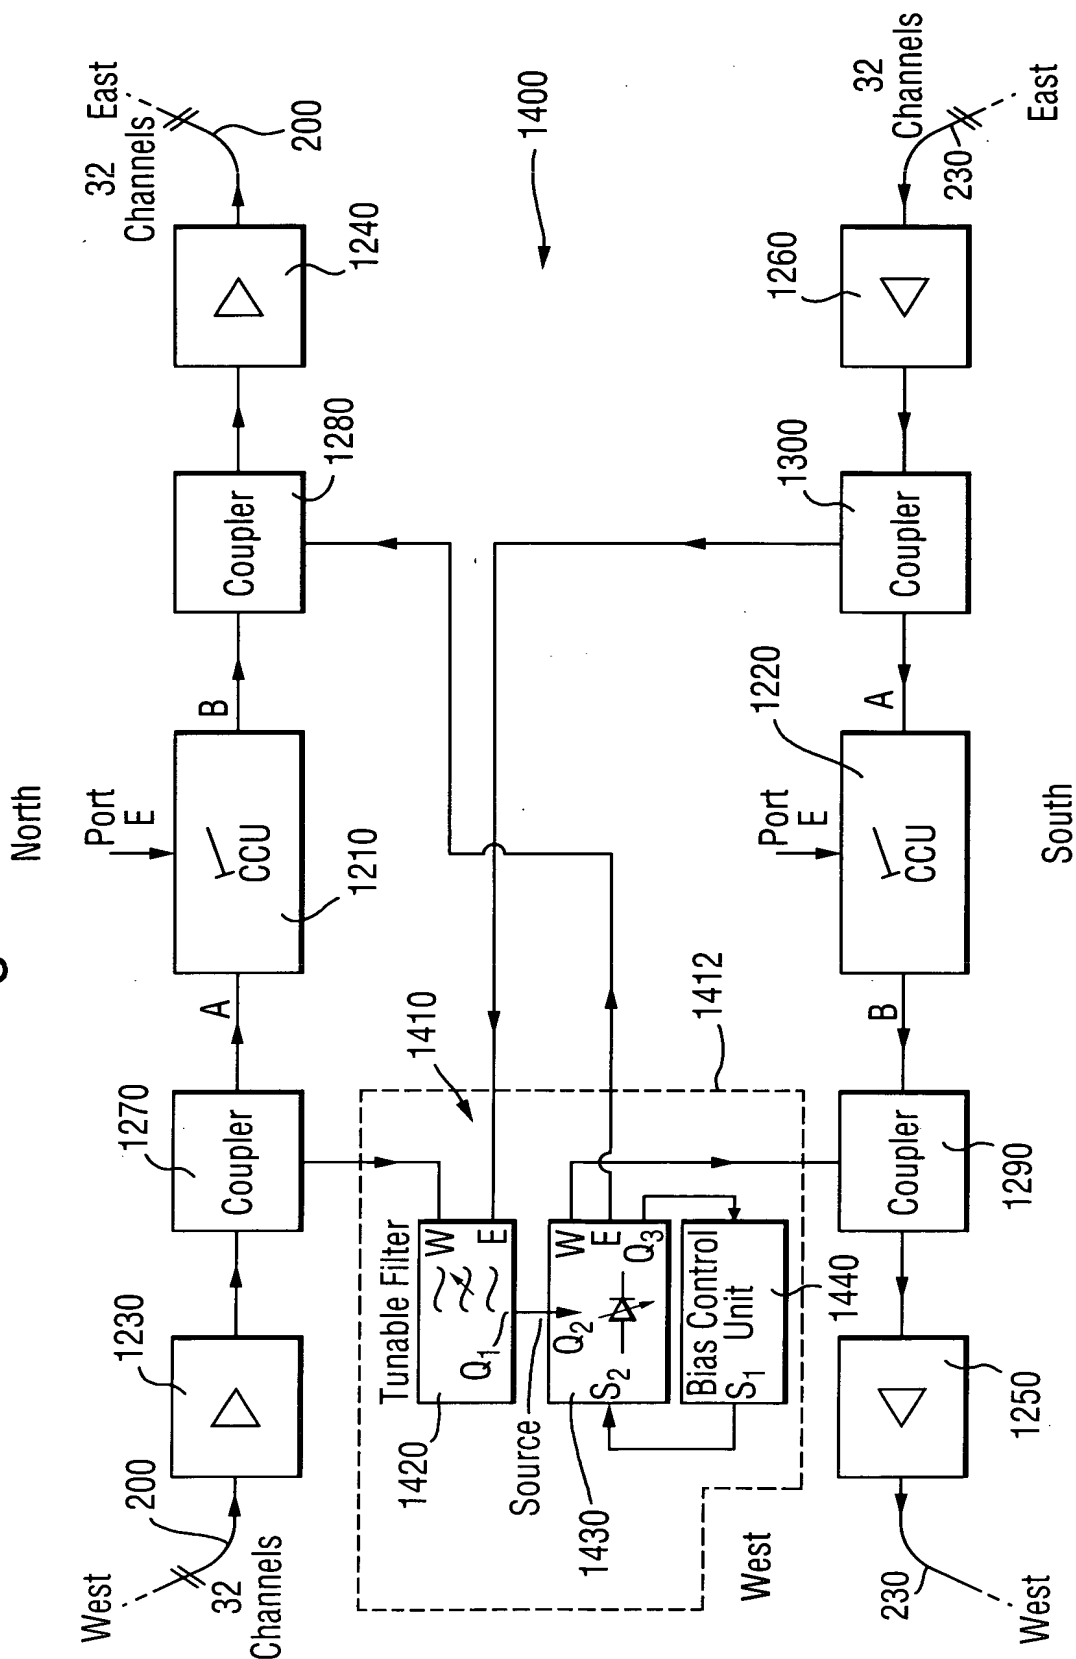 North
West
200
32
Channels
1230
1270
Coupler
A
Port
E
CCU
1210
B
Coupler
1280
1240
32
Channels
East
200
1400
1410
1412
Tunable Filter
W
E
Q1
1420
Source
W
E
Q2
Q3
S2
1430
Bias Control
Unit
S1
1440
West
West
230
1250
Coupler
1290
B
Port
E
CCU
1220
A
Coupler
1300
1260
32
Channels
230
East
South